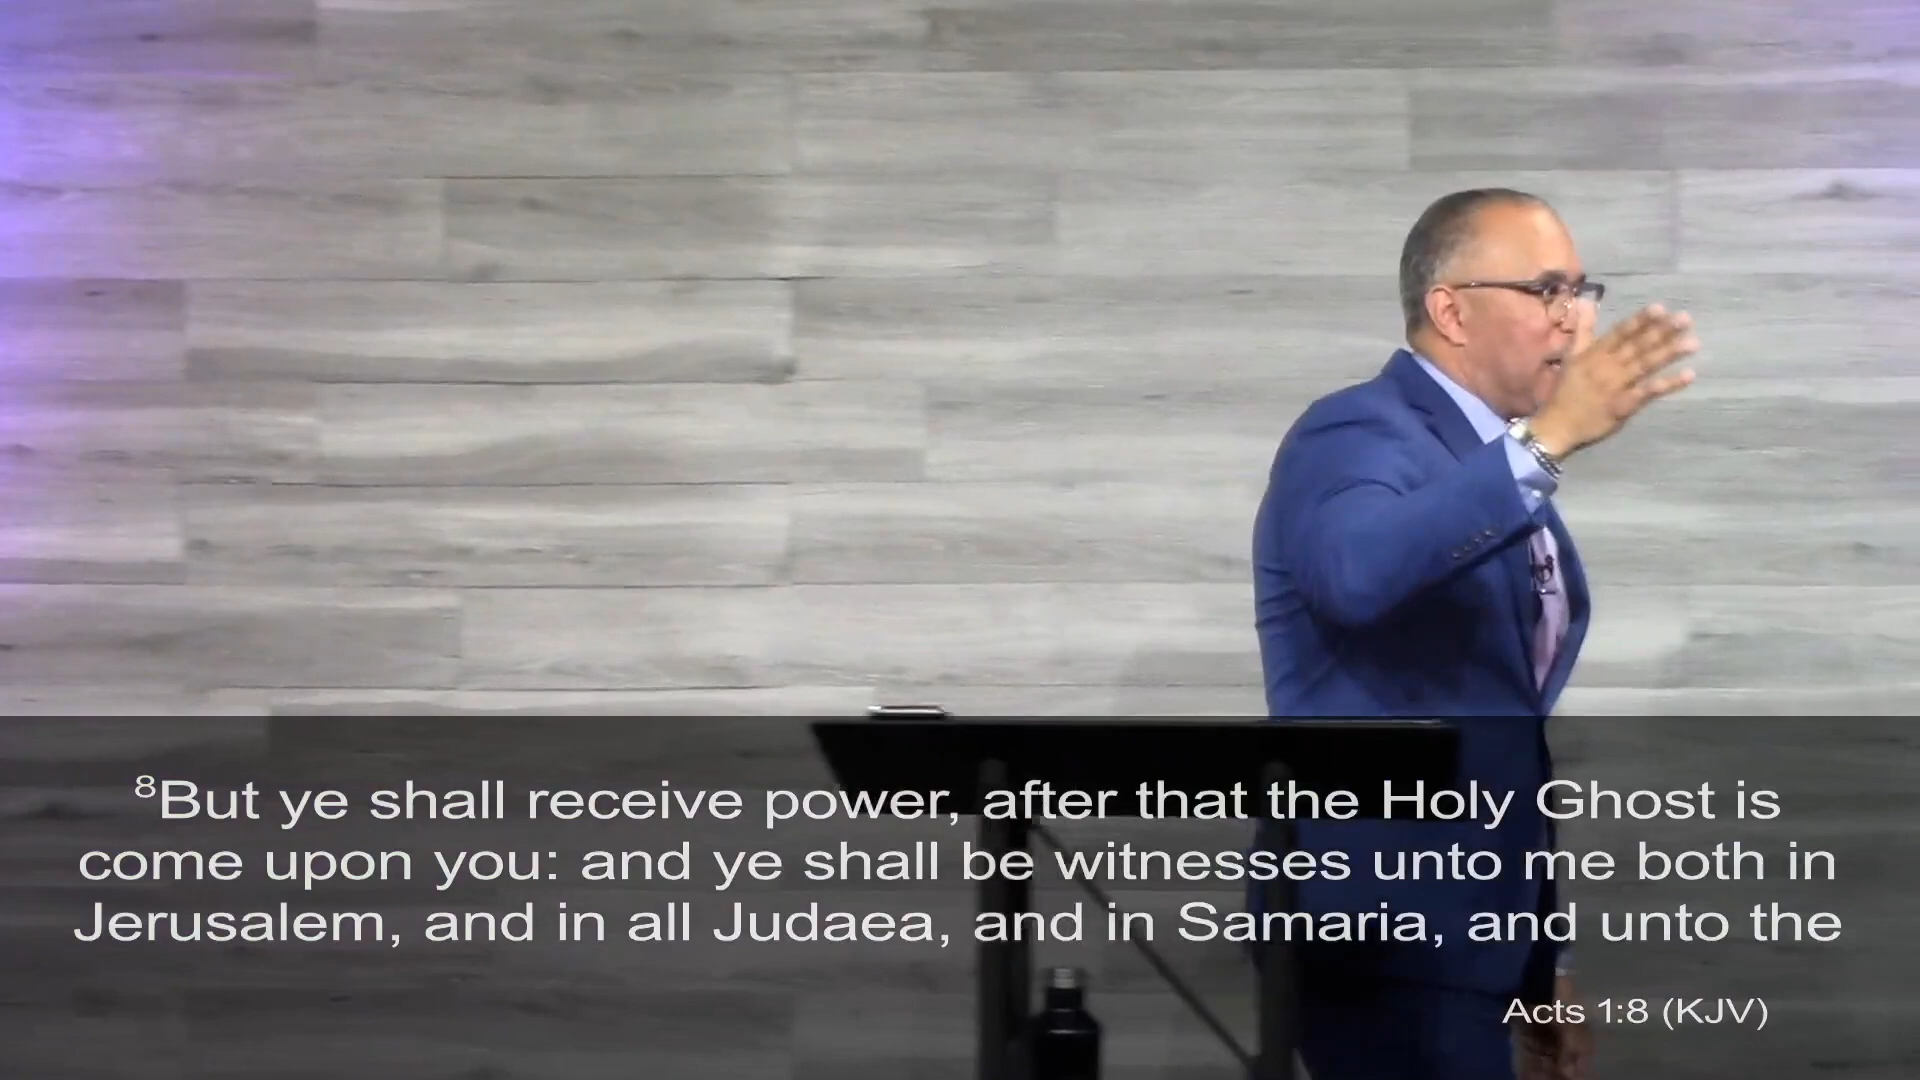 ⁸But ye shall receive power, after that the Holy Ghost is
come upon you: and ye shall be witnesses unto me both in
Jerusalem, and in all Judaea, and in Samaria, and unto the
Acts 1:8 (KJV)